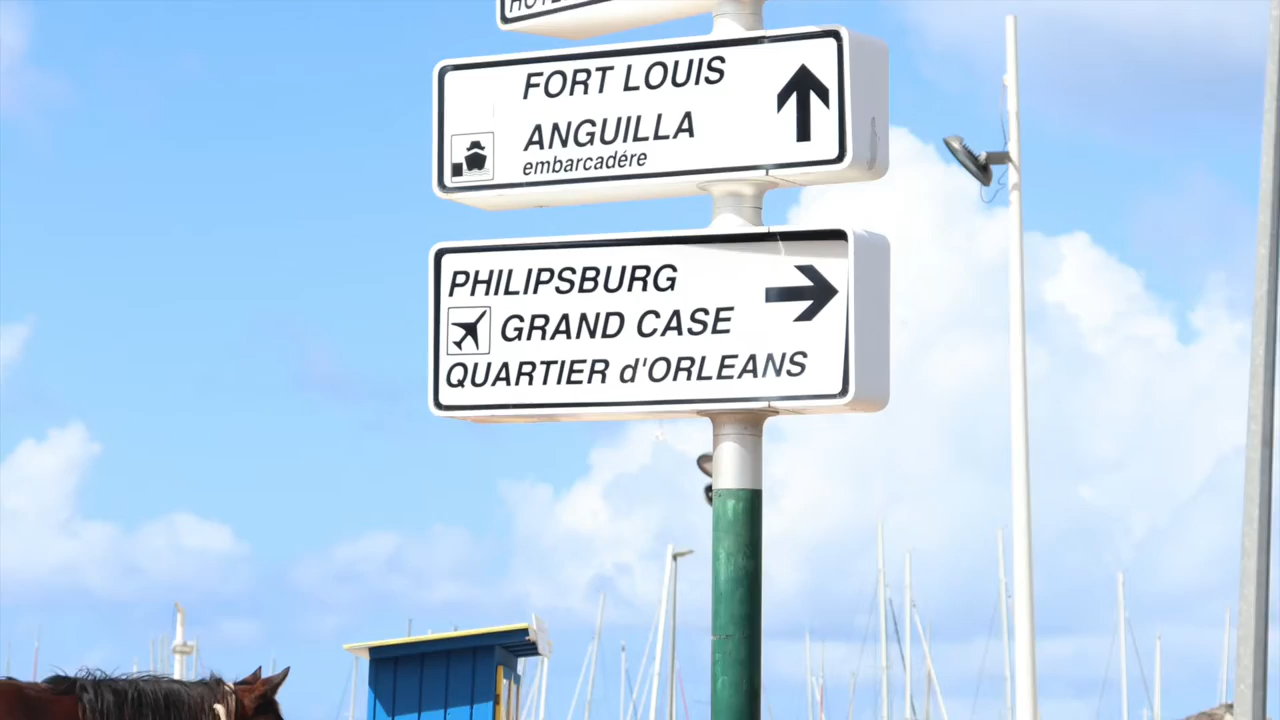 FORT LOUIS
ANGUILLA
embarcadére
PHILIPSBURG
GRAND CASE
QUARTIER d'ORLEANS